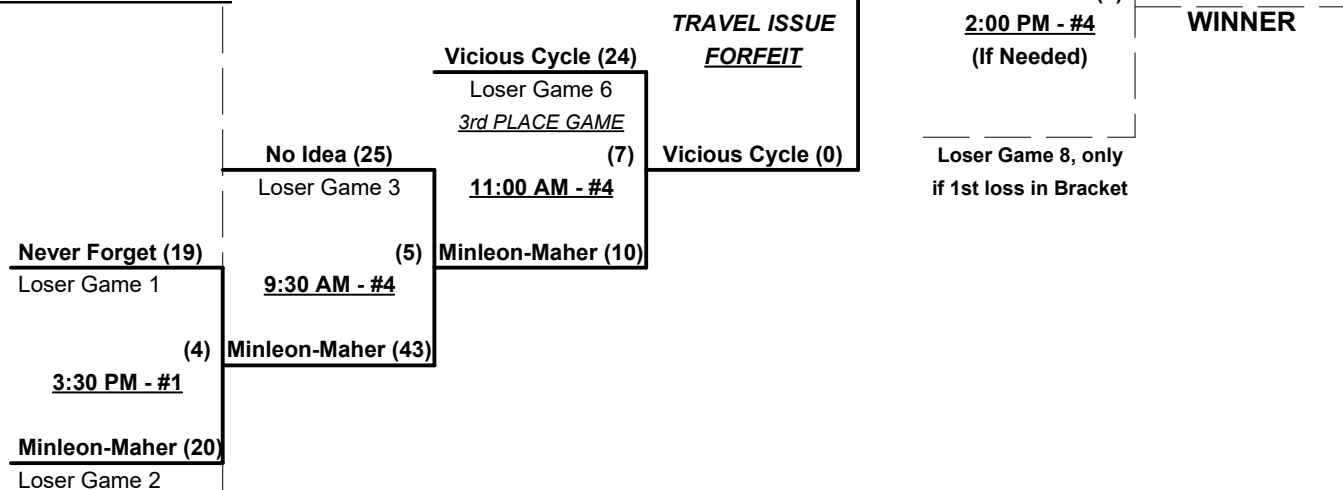 TRAVEL ISSUE
FORFEIT
2:00 PM - #4
(If Needed)
WINNER
Vicious Cycle (24)
Loser Game 6
3rd PLACE GAME
(7)
11:00 AM - #4
Vicious Cycle (0)
Loser Game 8, only
if 1st loss in Bracket
No Idea (25)
Loser Game 3
(5)
9:30 AM - #4
Minleon-Maher (10)
Never Forget (19)
Loser Game 1
(4)
3:30 PM - #1
Minleon-Maher (43)
Minleon-Maher (20)
Loser Game 2